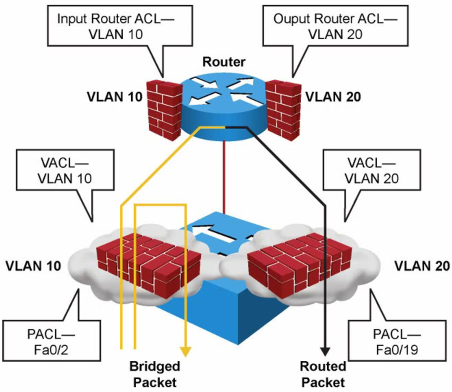 Input Router ACL—
VLAN 10
Ouput Router ACL—
VLAN 20
Router
VLAN 10
VLAN 20
VACL—
VLAN 10
VACL—
VLAN 20
VLAN 10
VLAN 20
PACL—
Fa0/2
PACL—
Fa0/19
Bridged
Packet
Routed
Packet